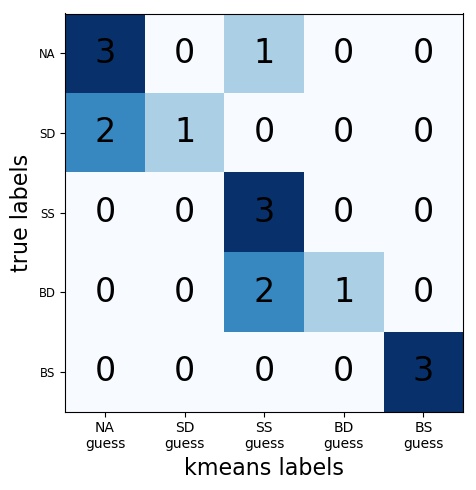 NA 3 0 1 0 0
SD 2 1 0 0 0
SS 0 0 3 0 0
BD 0 0 2 1 0
BS 0 0 0 0 3
true labels
NA SD SS BD BS
guess guess guess guess guess
kmeans labels